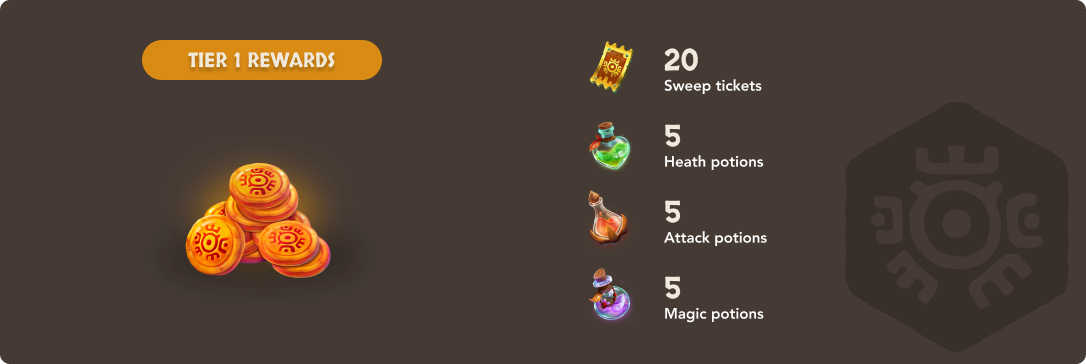 TIER 1 REWARDS
20
Sweep tickets
5
Heath potions
5
Attack potions
5
Magic potions